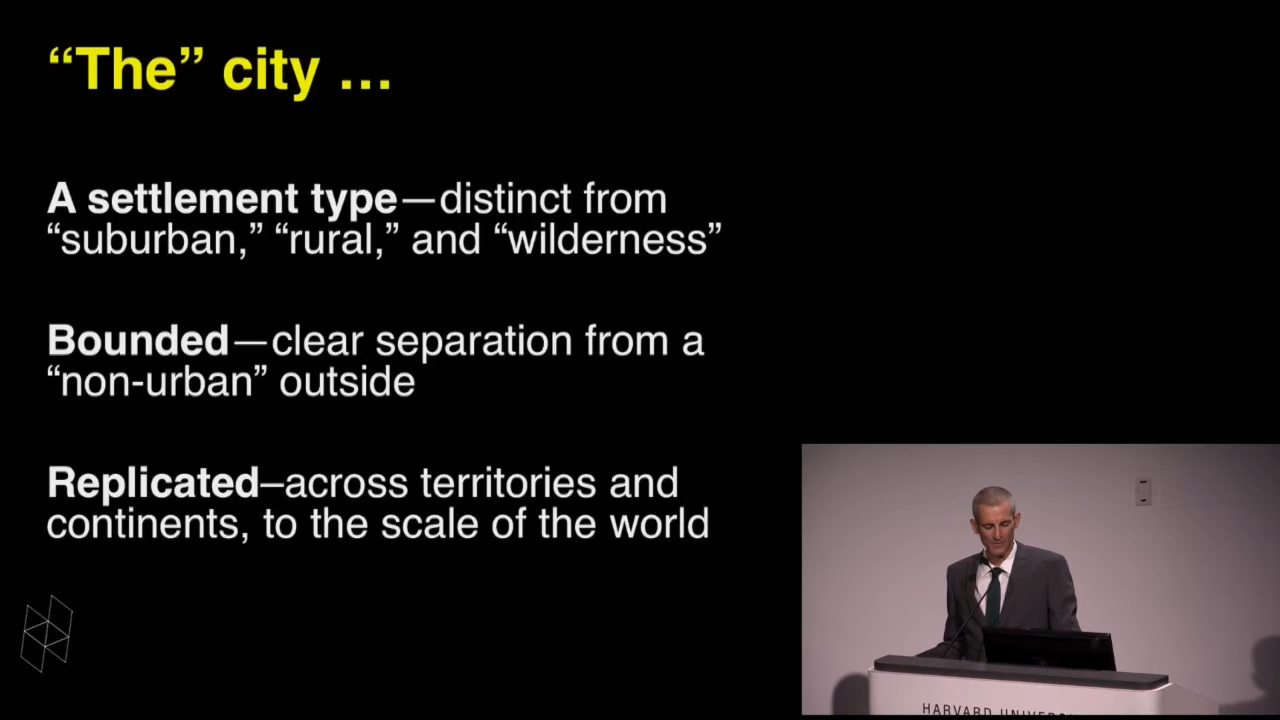 “The” city …
A settlement type—distinct from
“suburban,” “rural,” and “wilderness”
Bounded—clear separation from a
“non-urban” outside
Replicated–across territories and
continents, to the scale of the world
HARVARD